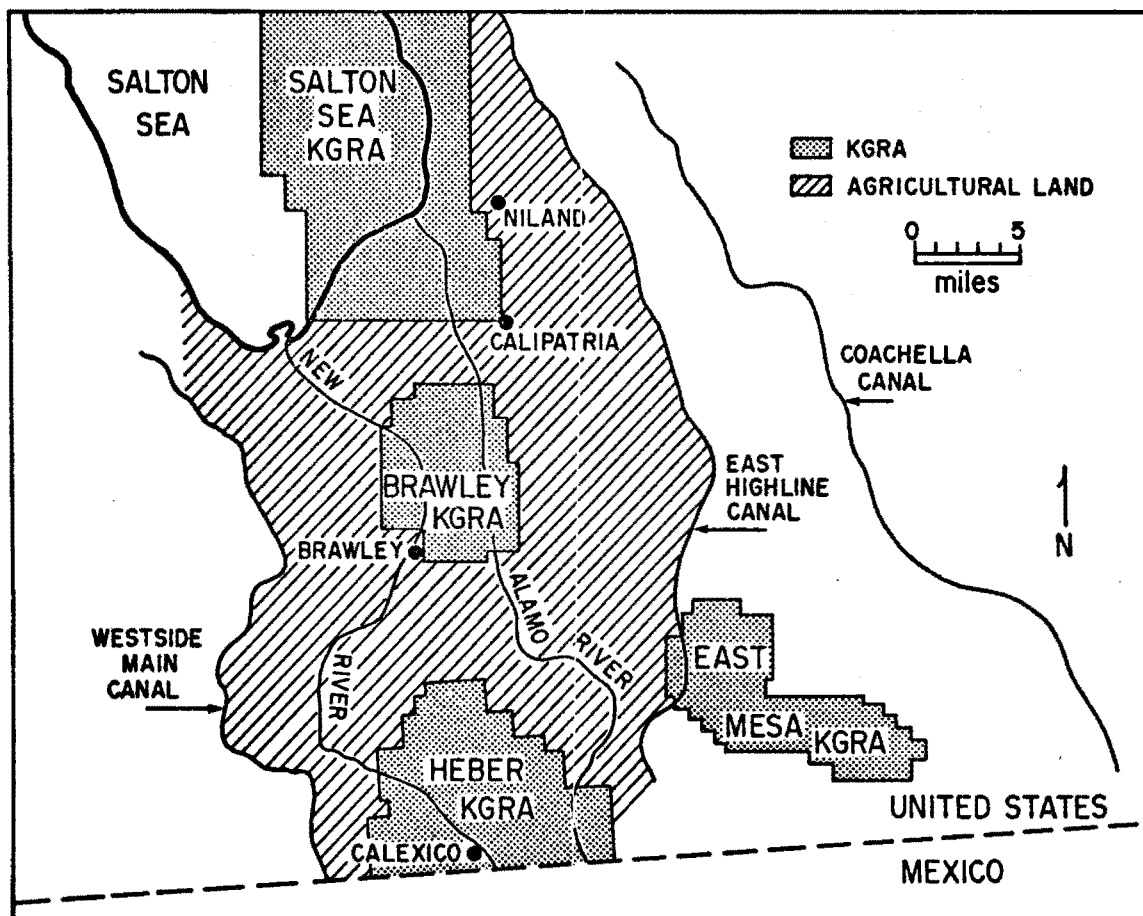 SALTON
SEA
SALTON
SEA
KGRA
KGRA
AGRICULTURAL LAND
0 5
miles
NILAND
CALIPATRIA
NEW
COACHELLA
CANAL
BRAWLEY
KGRA
EAST
HIGHLINE
CANAL
N
BRAWLEY
ALAMO
RIVER
WESTSIDE
MAIN
CANAL
RIVER
EAST
MESA
KGRA
HEBER
KGRA
UNITED STATES
CALEXICO
MEXICO